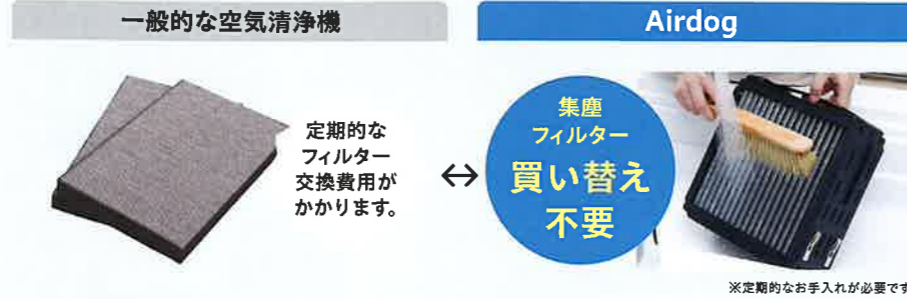 一般的な空気清浄機
Airdog
定期的な
フィルター
交換費用が
かかります。
↔
集塵
フィルター
買い替え
不要
※定期的なお手入れが必要です